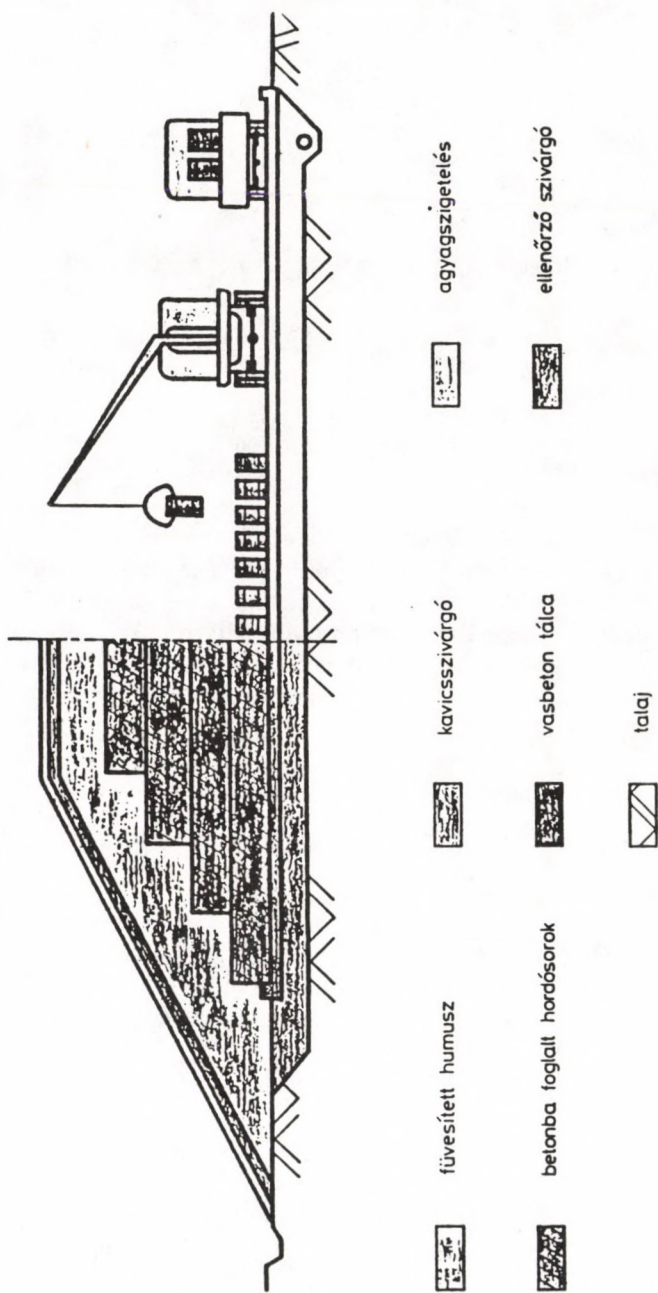 füvesített humusz
kavicsszivárgó
agyagszigetelés
betonba foglalt hordósorok
vasbeton tálca
ellenőrző szivárgó
talaj